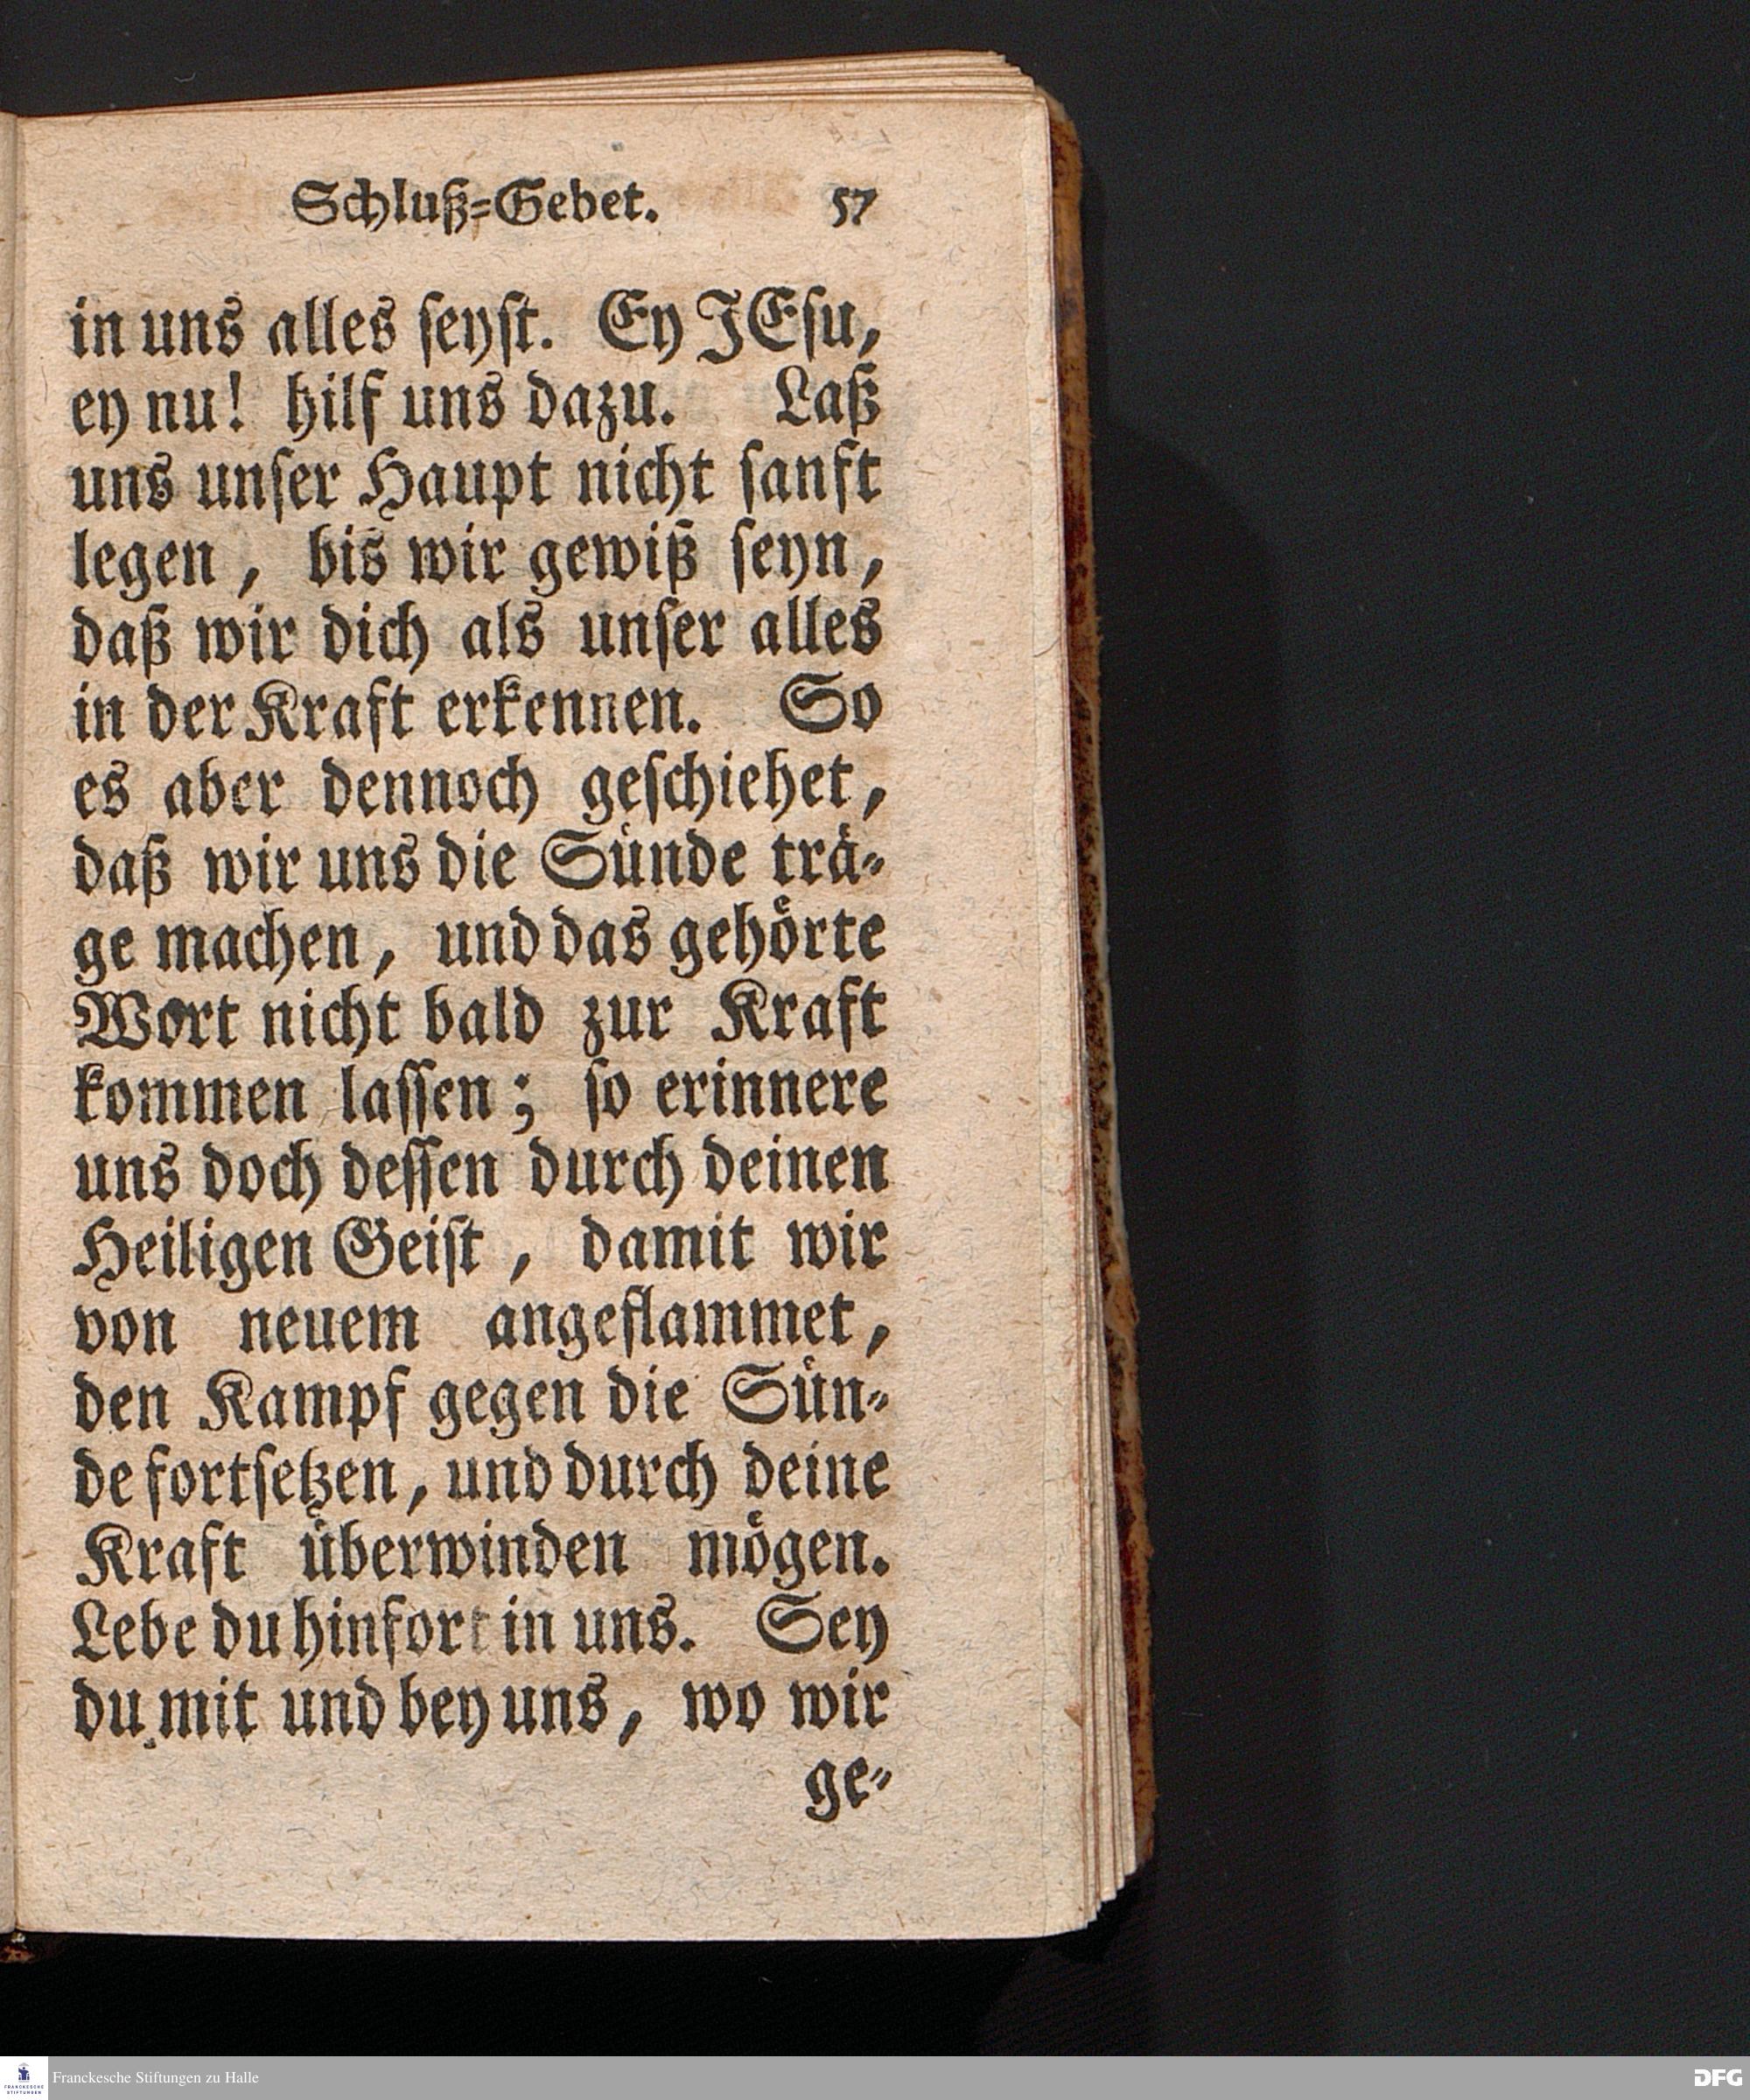 Schluß-Gebet. 57
in uns alles ſeyſt. Ey JEſu,
ey nu! hilf uns dazu. Laß
uns unſer Haupt nicht ſanft
legen, bis wir gewiß ſeyn,
daß wir dich als unſer alles
in der Kraft erkennen. So
es aber dennoch geſchiehet,
daß wir uns die Sünde trä-
ge machen, und das gehörte
Wort nicht bald zur Kraft
kommen laſſen; ſo erinnere
uns doch deſſen durch deinen
Heiligen Geiſt, damit wir
von neuem angeflammet,
den Kampf gegen die Sün-
de fortſetzen, und durch deine
Kraft überwinden mögen.
Lebe du hinfort in uns. Sey
du mit und bey uns, wo wir
ge-
FRANCKESCHE
STIFTUNGEN
Franckesche Stiftungen zu Halle
DFG